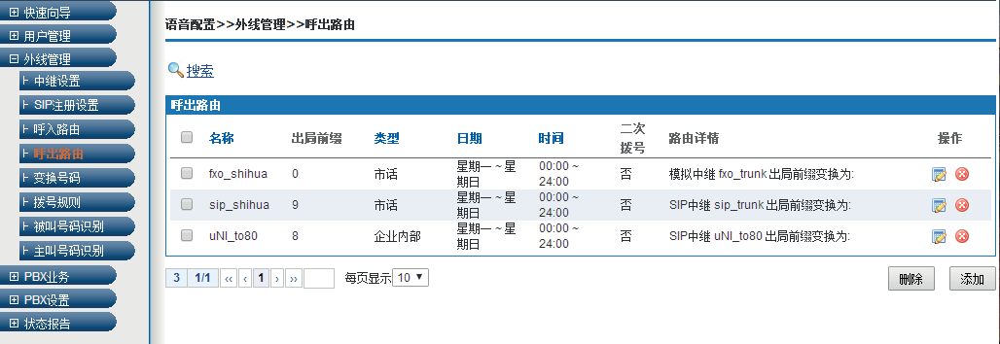 快速向导
用户管理
外线管理
中继设置
SIP注册设置
呼入路由
呼出路由
变换号码
拨号规则
被叫号码识别
主叫号码识别
PBX业务
PBX设置
状态报告
语音配置>>外线管理>>呼出路由
搜索
呼出路由
名称 出局前缀 类型 日期 时间 二次拨号 路由详情 操作
fxo_shihua 0 市话 星期一 ~ 星期日 00:00 ~ 24:00 否 模拟中继 fxo_trunk 出局前缀变换为:
sip_shihua 9 市话 星期一 ~ 星期日 00:00 ~ 24:00 否 SIP中继 sip_trunk 出局前缀变换为:
uNI_to80 8 企业内部 星期一 ~ 星期日 00:00 ~ 24:00 否 SIP中继 uNI_to80 出局前缀变换为:
3 1/1 ‹‹ ‹ 1 › ›› 每页显示 10 删除 添加